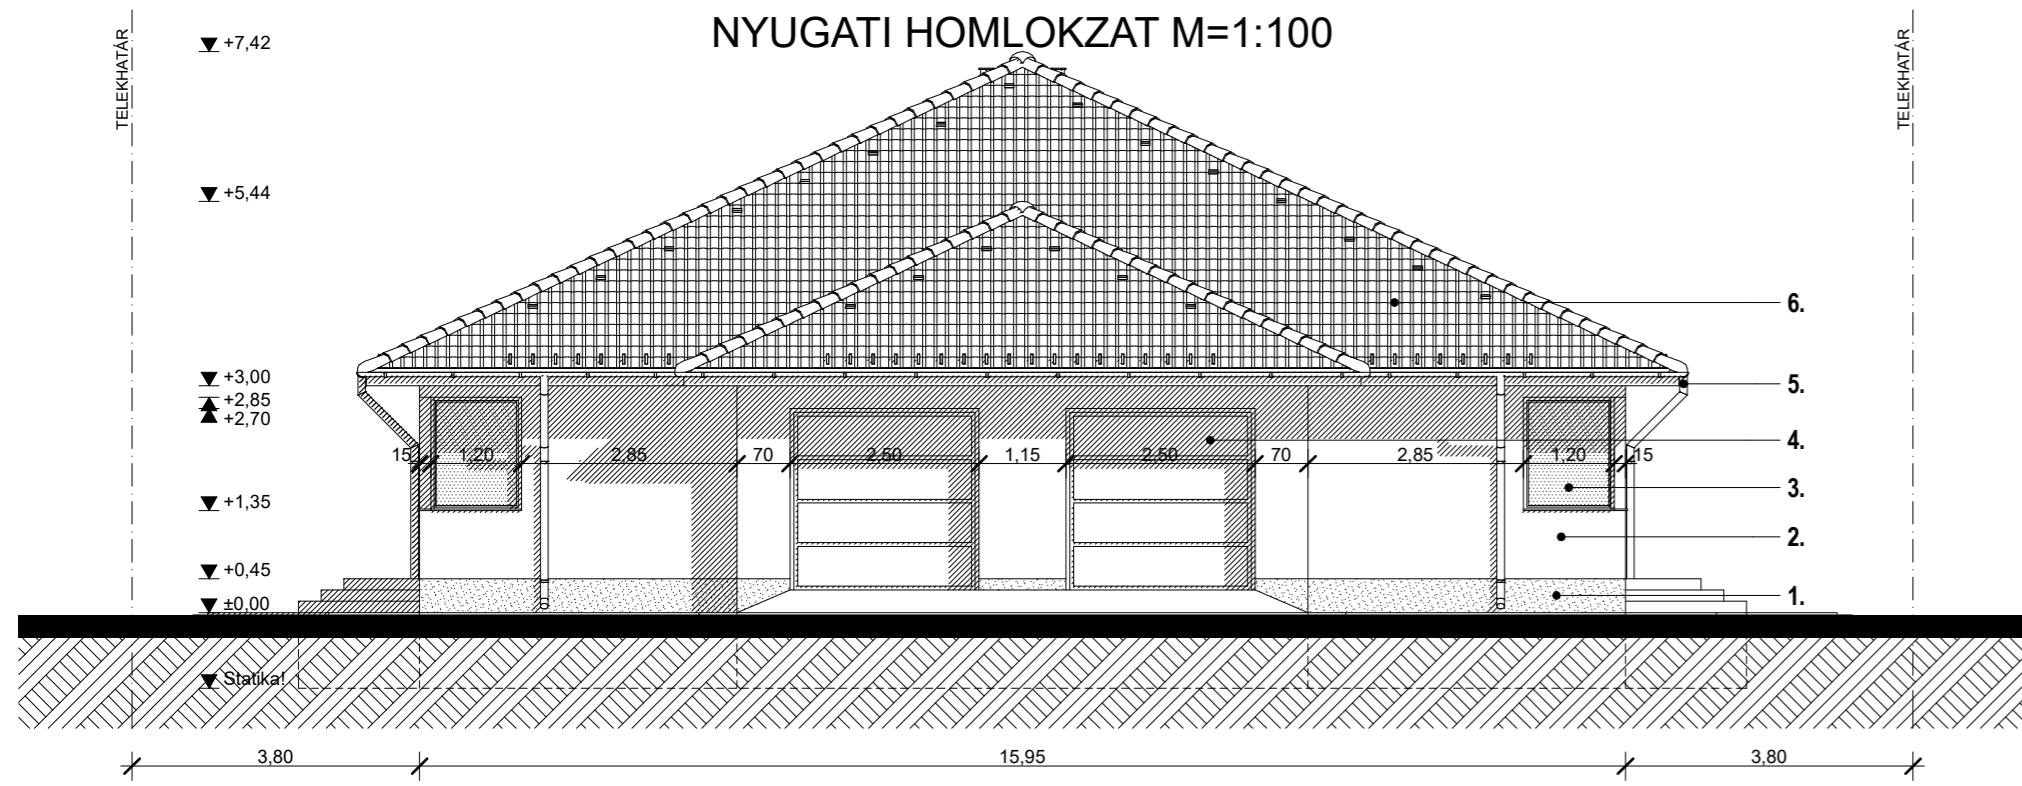 NYUGATI HOMLOKZAT M=1:100
TELEKHATÁR
TELEKHATÁR
+7,42
+5,44
6.
+3,00
5.
+2,85
+2,70
4.
15 1,20 2,85 70 2,50 1,15 2,50 70 2,85 1,20 15
3.
+1,35
2.
+0,45
1.
±0,00
Statika!
3,80 15,95 3,80